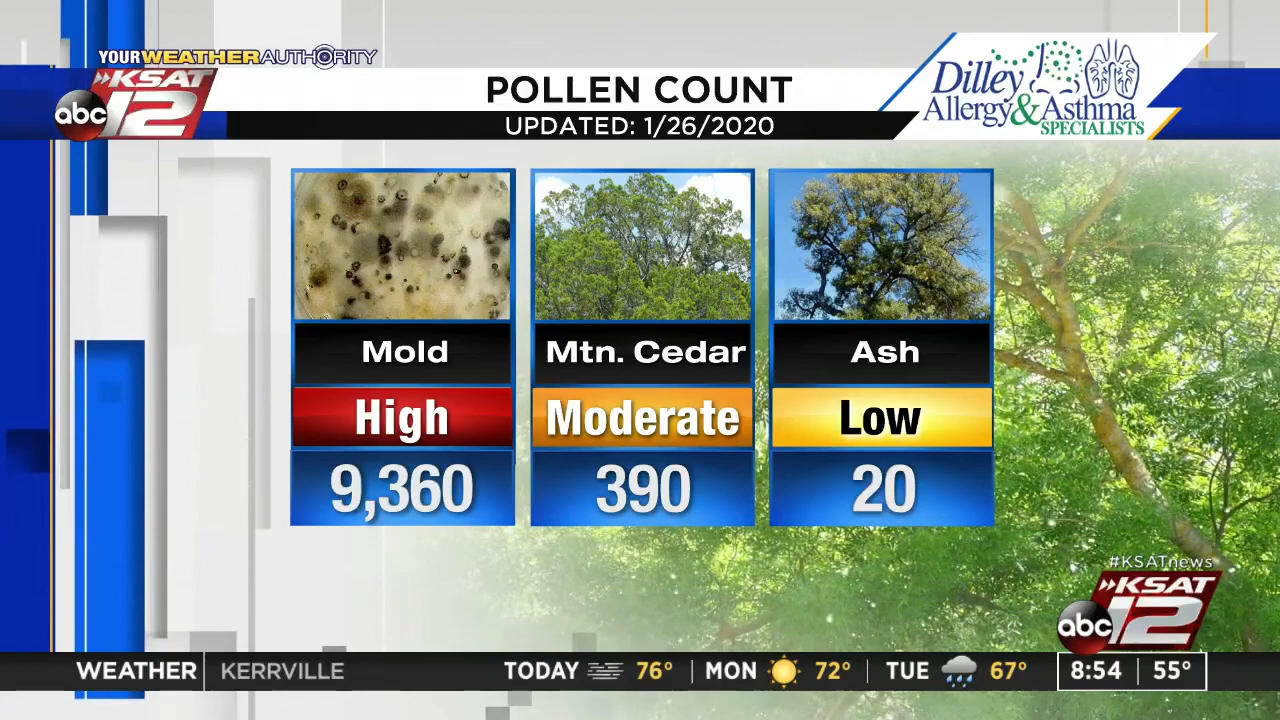 YOUR WEATHER AUTHORITY
KSAT
abc 12
POLLEN COUNT
UPDATED: 1/26/2020
Dilley
Allergy & Asthma
SPECIALISTS
Mold Mtn. Cedar Ash
High Moderate Low
9,360 390 20
#KSATnews
KSAT
abc 12
WEATHER KERRVILLE TODAY 76° MON 72° TUE 67° 8:54 55°